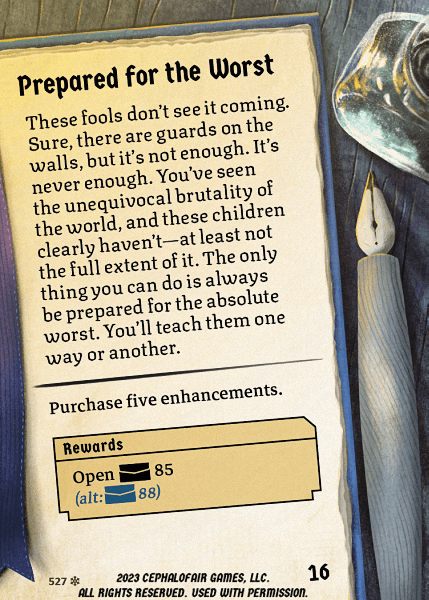 Prepared for the Worst
These fools don't see it coming.
Sure, there are guards on the
walls, but it's not enough. It's
never enough. You've seen
the unequivocal brutality of
the world, and these children
clearly haven't—at least not
the full extent of it. The only
thing you can do is always
be prepared for the absolute
worst. You'll teach them one
way or another.
Purchase five enhancements.
Rewards
Open 85
(alt: 88)
527 ✻
2023 CEPHALOFAIR GAMES, LLC.
ALL RIGHTS RESERVED. USED WITH PERMISSION.
16